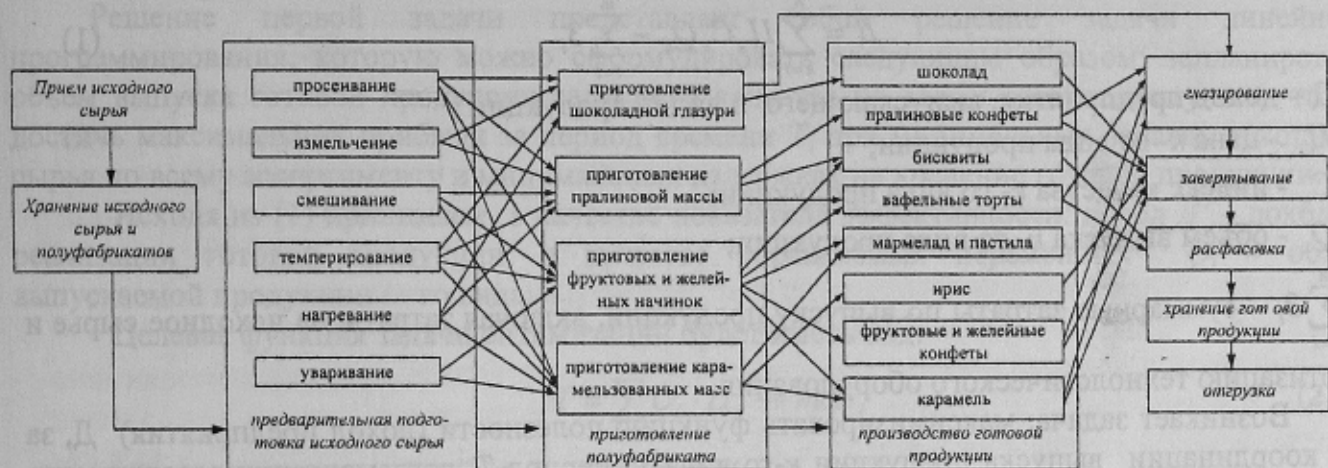 Прием исходного
сырья
Хранение исходного
сырья и
полуфабрикатов
просеивание
измельчение
смешивание
темперирование
нагревание
уваривание
предварительная подго-
товка исходного сырья
приготовление
шоколадной глазури
приготовление
пралиновой массы
приготовление
фруктовых и желей-
ных начинок
приготовление кара-
мельзованных масс
приготовление
полуфабриката
шоколад
пралиновые конфеты
бисквиты
вафельные торты
мармелад и пастила
ирис
фруктовые и желейные
конфеты
карамель
производство готовой
продукции
глазирование
завертывание
расфасовка
хранение гот овой
продукции
отгрузка